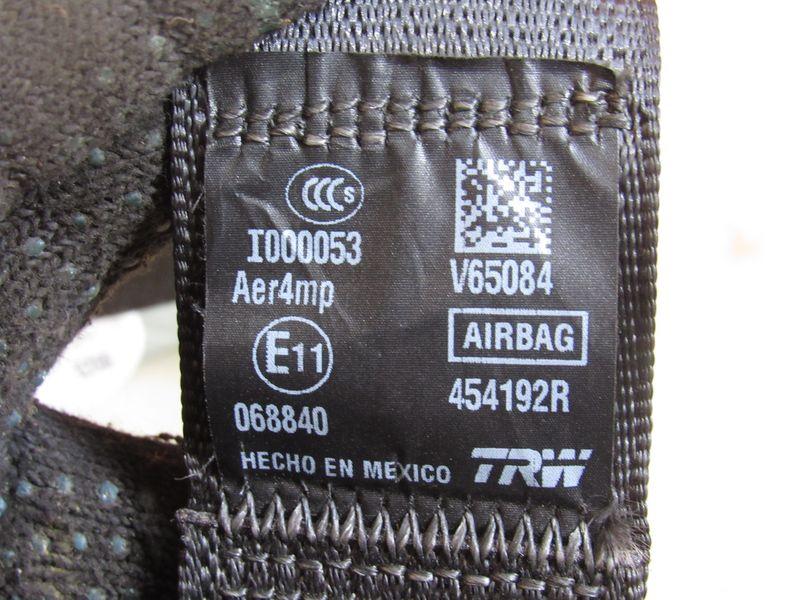 CCC S
I000053
Aer4mp
E11
068840
V65084
AIRBAG
454192R
HECHO EN MEXICO
TRW